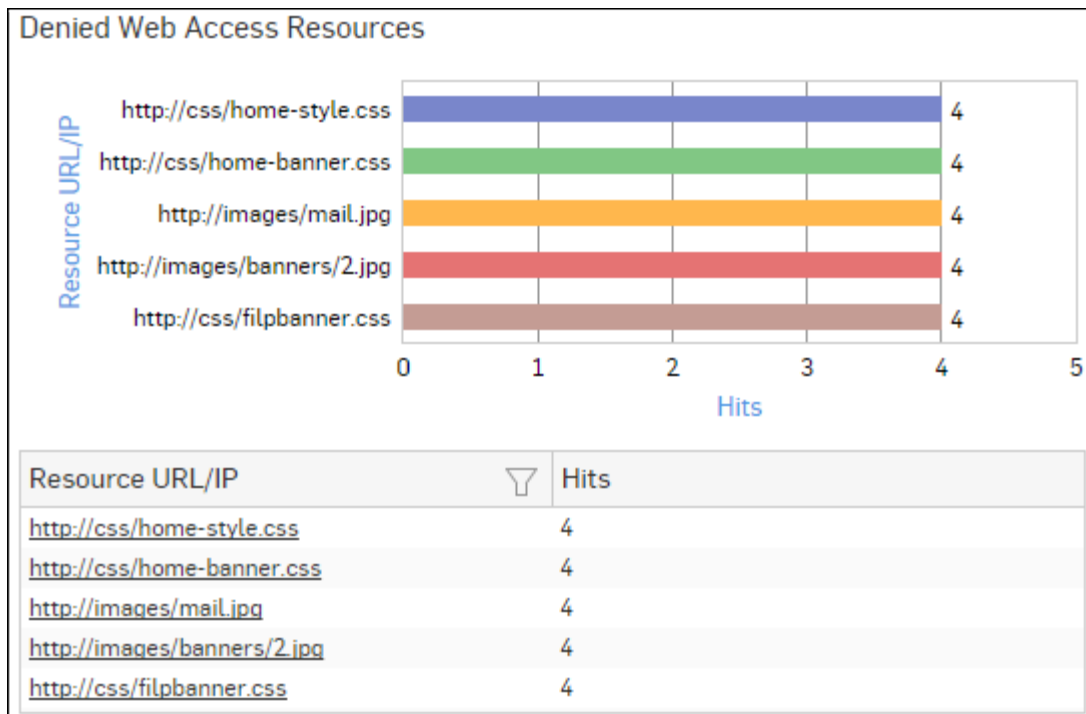 Denied Web Access Resources
Resource URL/IP
http://css/home-style.css 4
http://css/home-banner.css 4
http://images/mail.jpg 4
http://images/banners/2.jpg 4
http://css/filpbanner.css 4
0 1 2 3 4 5
Hits
Resource URL/IP Hits
http://css/home-style.css 4
http://css/home-banner.css 4
http://images/mail.jpg 4
http://images/banners/2.jpg 4
http://css/filpbanner.css 4